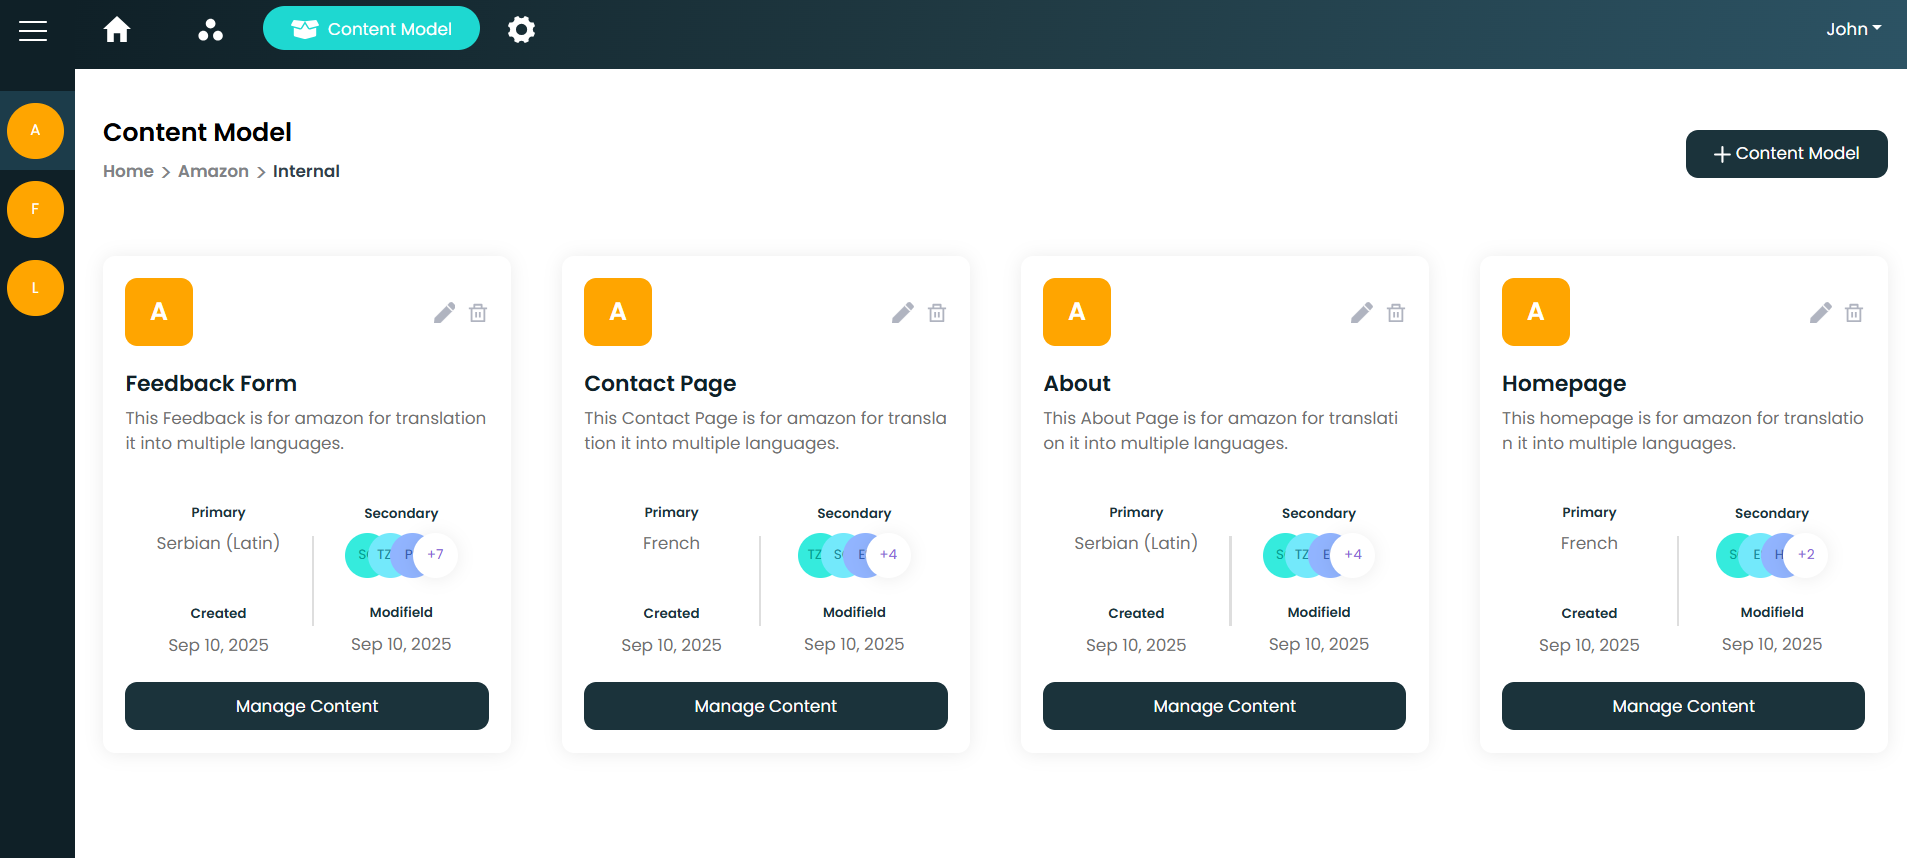 Content Model
John
A
F
L
Content Model
Home > Amazon > Internal
+ Content Model
A
Feedback Form
This Feedback is for amazon for translation
it into multiple languages.
Primary
Serbian (Latin)
Secondary
TZ
P
+7
Created
Sep 10, 2025
Modifield
Sep 10, 2025
Manage Content
A
Contact Page
This Contact Page is for amazon for transla
tion it into multiple languages.
Primary
French
Secondary
TZ
E
+4
Created
Sep 10, 2025
Modifield
Sep 10, 2025
Manage Content
A
About
This About Page is for amazon for translati
on it into multiple languages.
Primary
Serbian (Latin)
Secondary
S
TZ
E
+4
Created
Sep 10, 2025
Modifield
Sep 10, 2025
Manage Content
A
Homepage
This homepage is for amazon for translatio
n it into multiple languages.
Primary
French
Secondary
S
E
H
+2
Created
Sep 10, 2025
Modifield
Sep 10, 2025
Manage Content